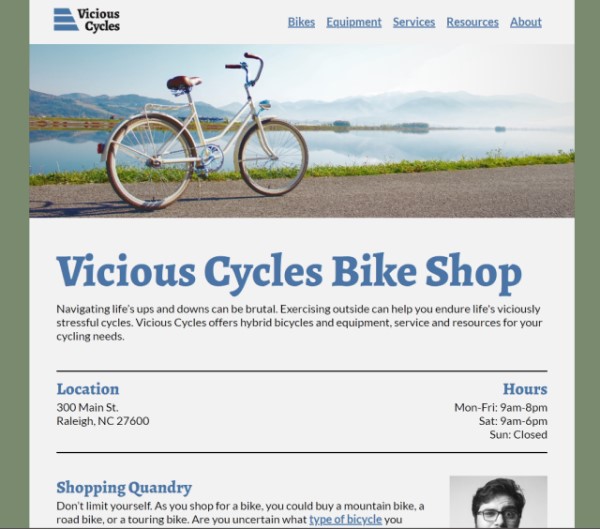 Vicious
Cycles
Bikes Equipment Services Resources About
Vicious Cycles Bike Shop
Navigating life's ups and downs can be brutal. Exercising outside can help you endure life's viciously
stressful cycles. Vicious Cycles offers hybrid bicycles and equipment, service and resources for your
cycling needs.
Location
300 Main St.
Raleigh, NC 27600
Hours
Mon-Fri: 9am-8pm
Sat: 9am-6pm
Sun: Closed
Shopping Quandry
Don't limit yourself. As you shop for a bike, you could buy a mountain bike, a
road bike, or a touring bike. Are you uncertain what type of bicycle you